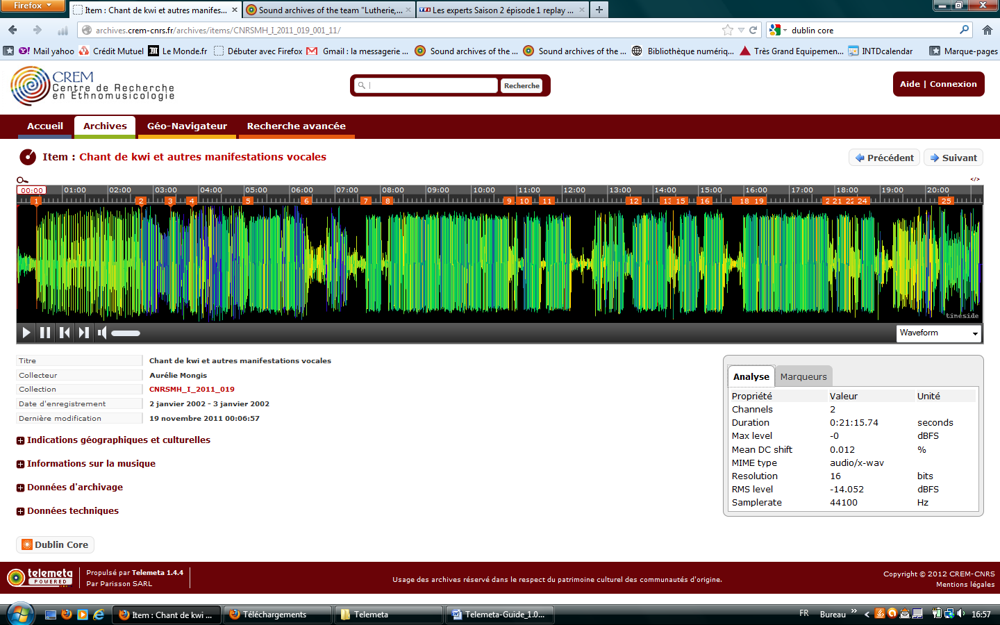 Firefox
Item : Chant de kwi et autres manifes...
Sound archives of the team "Lutherie,...
Les experts Saison 2 épisode 1 replay ...
archives.crem-cnrs.fr/archives/items/CNRSMH_I_2011_019_001_11/
dublin core
Mail yahoo
Crédit Mutuel
Le Monde.fr
Débuter avec Firefox
Gmail : la messagerie ...
Sound archives of the ...
Sound archives of the ...
Bibliothèque numériq...
Très Grand Equipemen...
INTDcalendar
Marque-pages
CREM
Centre de Recherche
en Ethnomusicologie
Recherche
Aide | Connexion
Accueil
Archives
Géo-Navigateur
Recherche avancée
Item : Chant de kwi et autres manifestations vocales
Précédent
Suivant
</>
00:00 01:00 02:00 03:00 04:00 05:00 06:00 07:00 08:00 09:00 10:00 11:00 12:00 13:00 14:00 15:00 16:00 17:00 18:00 19:00 20:00
1 2 3 4 5 6 7 8 9 10 11 12 15 16 18 19 21 24 25
timeside
Waveform
Titre Chant de kwi et autres manifestations vocales
Collecteur Aurélie Mongis
Collection CNRSMH_I_2011_019
Date d'enregistrement 2 janvier 2002 - 3 janvier 2002
Dernière modification 19 novembre 2011 00:06:57
Indications géographiques et culturelles
Informations sur la musique
Données d'archivage
Données techniques
Dublin Core
Analyse
Marqueurs
Propriété Valeur Unité
Channels 2
Duration 0:21:15.74 seconds
Max level -0 dBFS
Mean DC shift 0.012 %
MIME type audio/x-wav
Resolution 16 bits
RMS level -14.052 dBFS
Samplerate 44100 Hz
telemeta
POWERED
Propulsé par Telemeta 1.4.4
Par Parisson SARL
Usage des archives réservé dans le respect du patrimoine culturel des communautés d'origine.
Copyright © 2012 CREM-CNRS
Mentions légales
Item : Chant de kwi ...
Téléchargements
Telemeta
Telemeta-Guide_1.0...
FR
Bureau
16:57